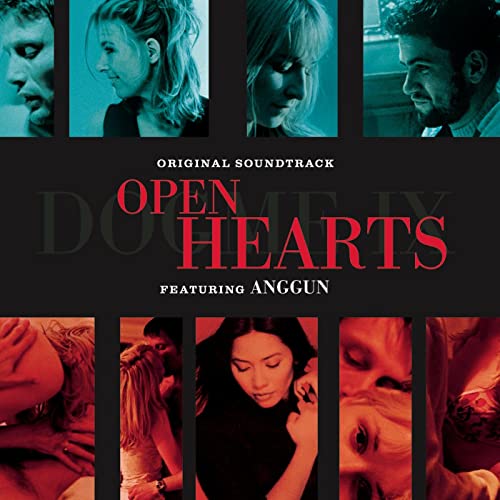 ORIGINAL SOUNDTRACK
DOGME IX
OPEN
HEARTS
FEATURING ANGGUN